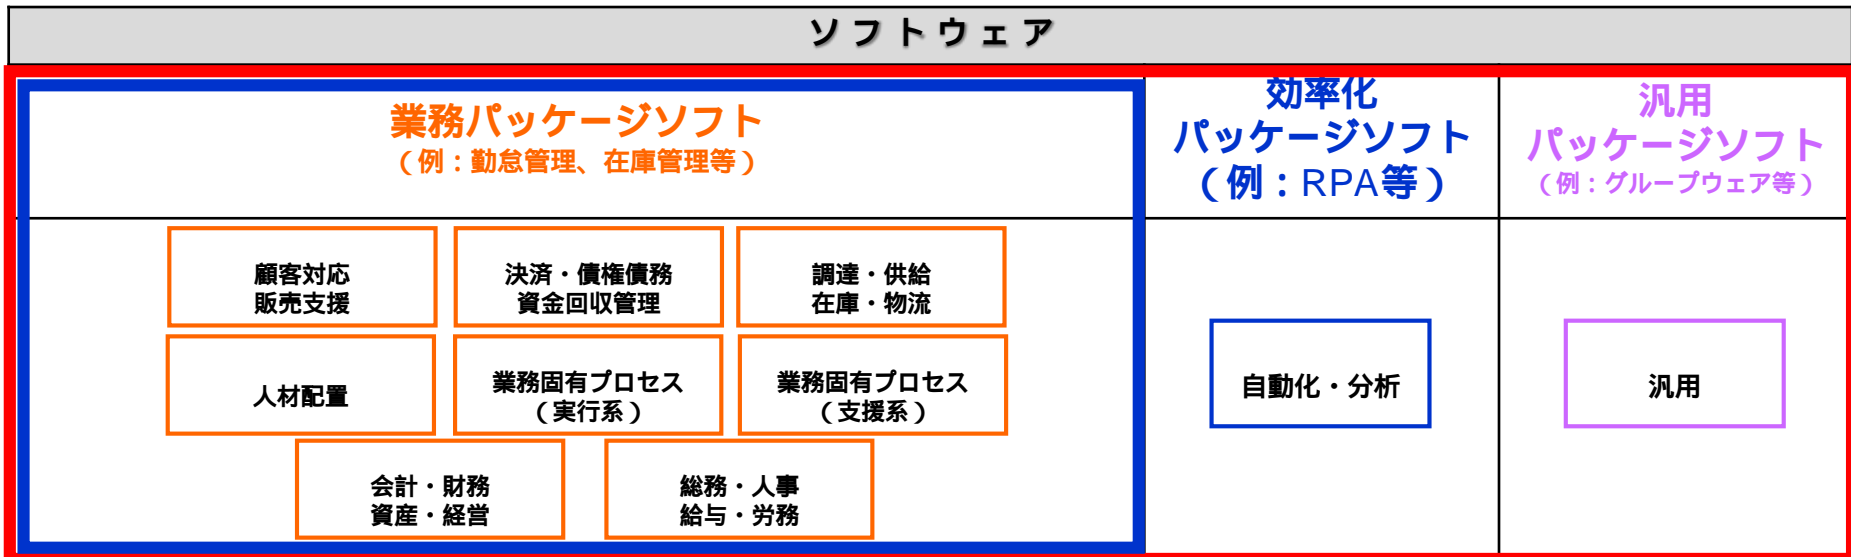 ソフトウェア
業務パッケージソフト
（例：勤怠管理、在庫管理等）
効率化
パッケージソフト
（例：RPA等）
汎用
パッケージソフト
（例：グループウェア等）
顧客対応
販売支援
決済・債権債務
資金回収管理
調達・供給
在庫・物流
人材配置
業務固有プロセス
（実行系）
業務固有プロセス
（支援系）
会計・財務
資産・経営
総務・人事
給与・労務
自動化・分析
汎用